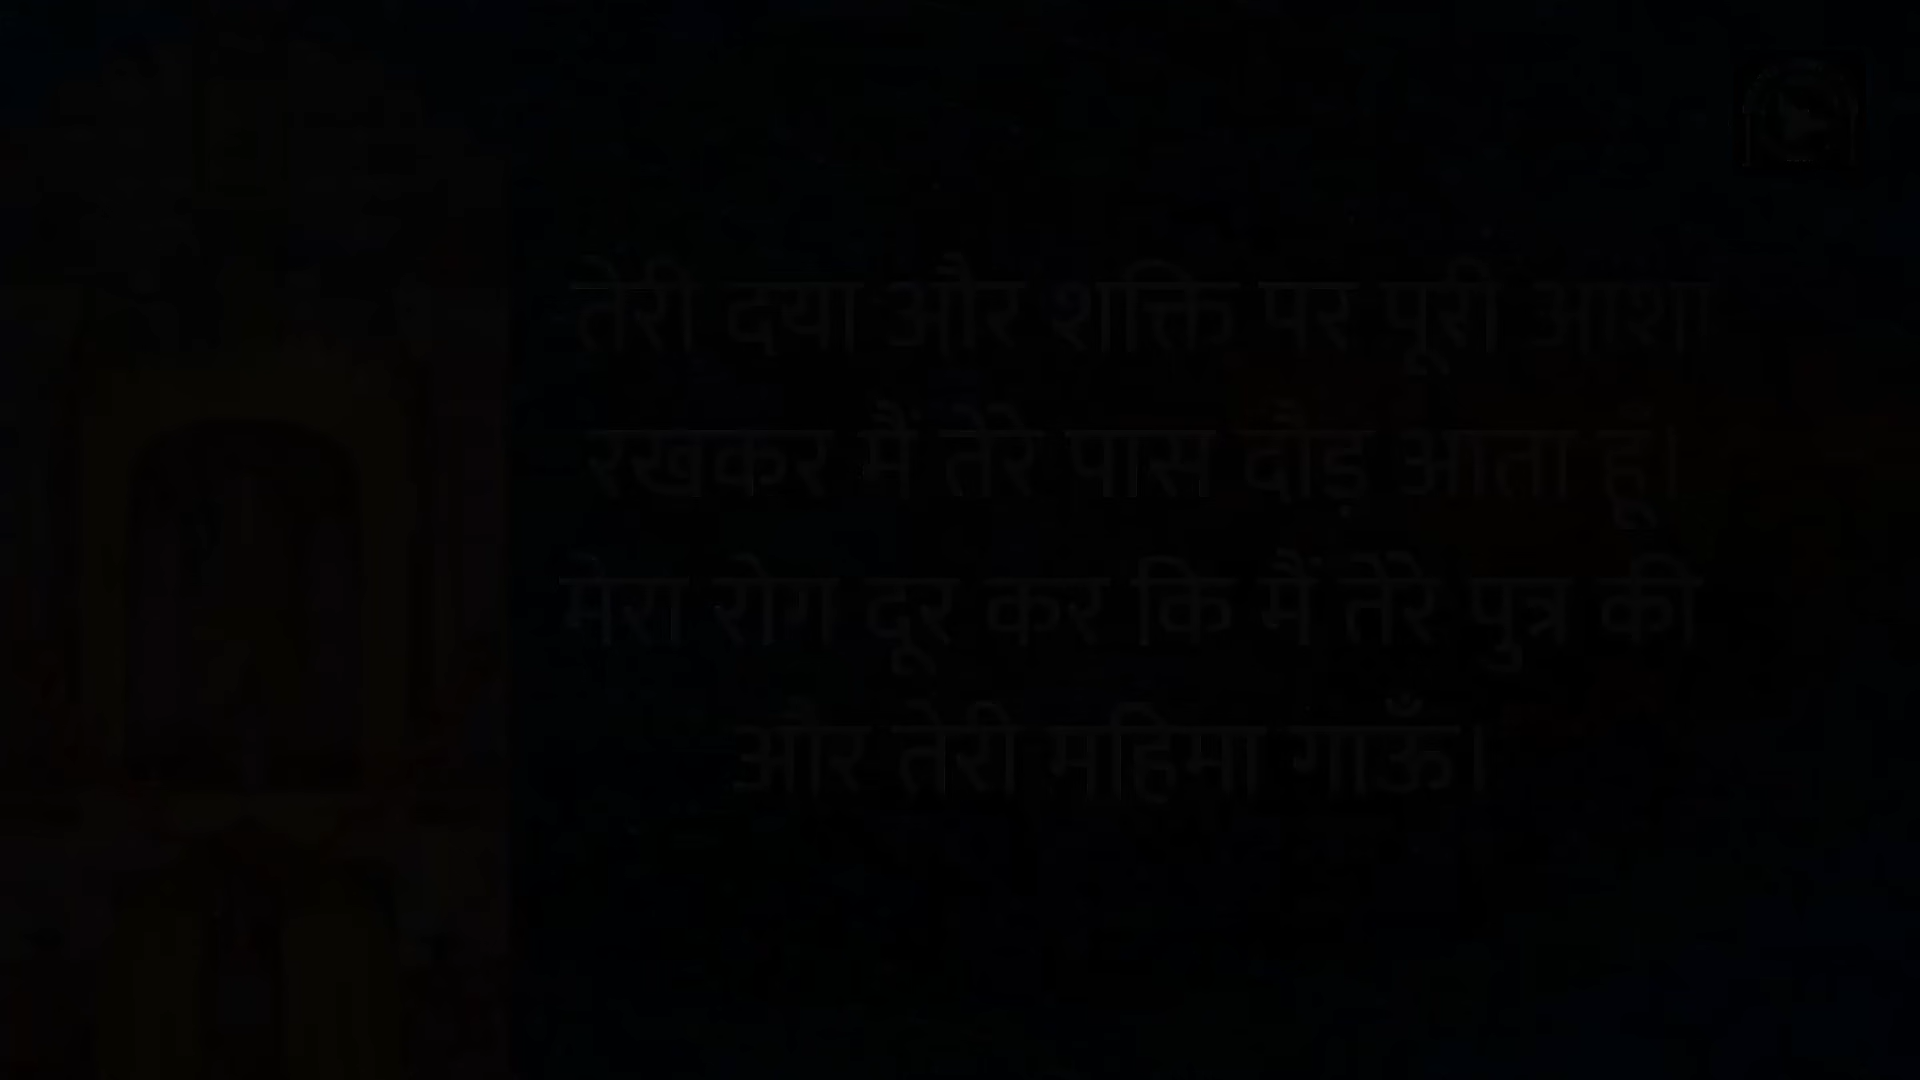 तेरी दया और शक्ति पर पूरी आशा
रखकर मैं तेरे पास दौड़ आता हूँ।
मेरा रोग दूर कर कि मैं तेरे पुत्र की
और तेरी महिमा गाऊँ।